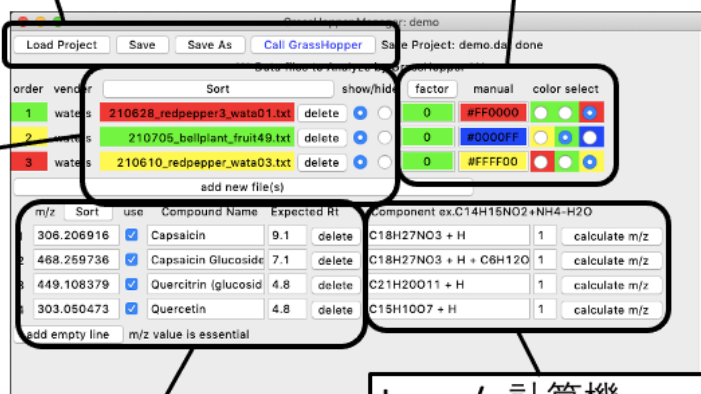 GrassHopper Manager: demo
Load Project Save Save As Call GrassHopper Save Project: demo.dat done
Data files to Analyze by GrassHopper
order vender Sort show/hide factor manual color select
1 waters 210628_redpepper3_wata01.txt delete 0 #FF0000
2 waters 210705_bellplant_fruit49.txt delete 0 #0000FF
3 waters 210610_redpepper_wata03.txt delete 0 #FFFF00
add new file(s)
m/z Sort use Compound Name Expected Rt Component ex.C14H15NO2+NH4-H2O
306.206916 Capsaicin 9.1 delete C18H27NO3 + H 1 calculate m/z
2 468.259736 Capsaicin Glucoside 7.1 delete C18H27NO3 + H + C6H12O 1 calculate m/z
449.108379 Quercitrin (glucosid 4.8 delete C21H20O11 + H 1 calculate m/z
303.050473 Quercetin 4.8 delete C15H10O7 + H 1 calculate m/z
add empty line m/z value is essential
計算機